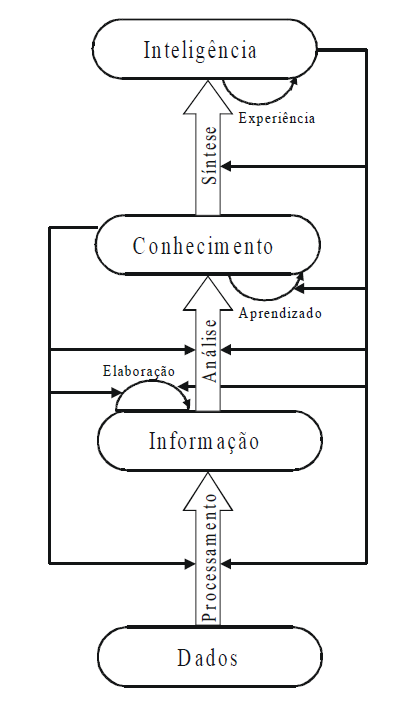 Inteligência
Experiência
Síntese
Conhecimento
Aprendizado
Análise
Elaboração
Informação
Processamento
Dados